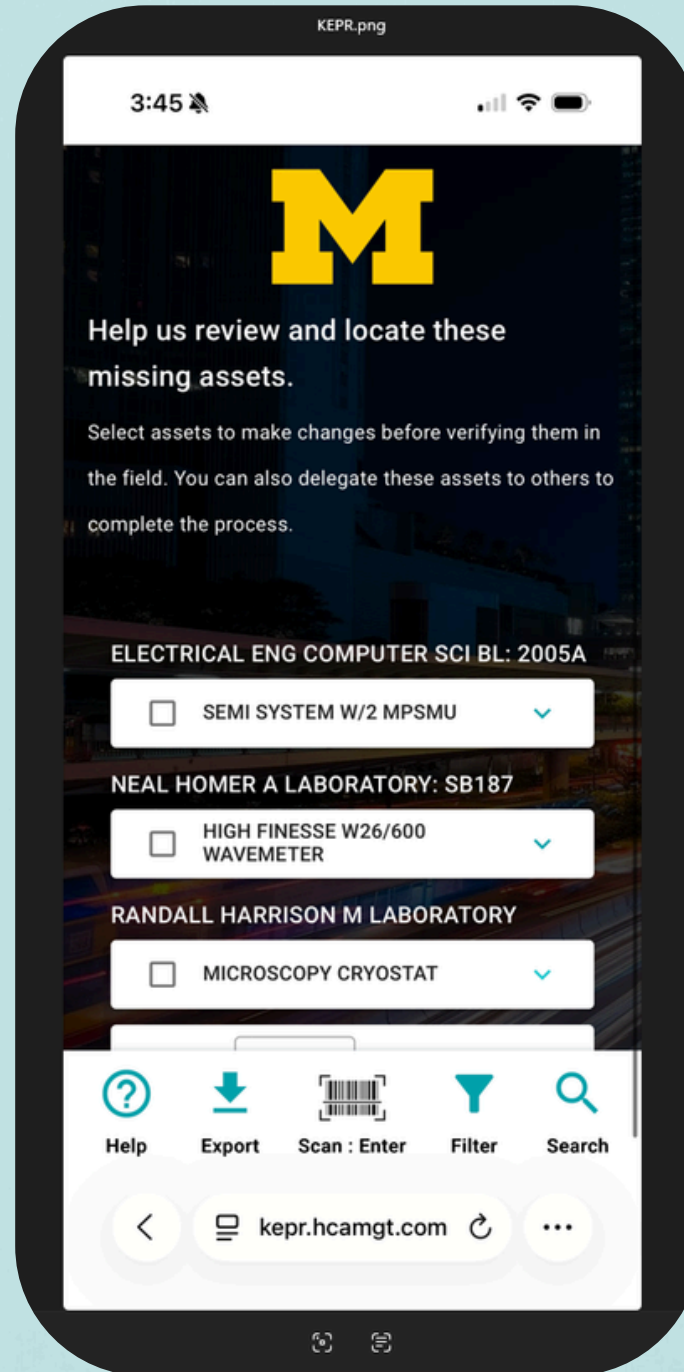 KEPR.png
3:45
M
Help us review and locate these
missing assets.
Select assets to make changes before verifying them in
the field. You can also delegate these assets to others to
complete the process.
ELECTRICAL ENG COMPUTER SCI BL: 2005A
SEMI SYSTEM W/2 MPSMU
NEAL HOMER A LABORATORY: SB187
HIGH FINESSE W26/600
WAVEMETER
RANDALL HARRISON M LABORATORY
MICROSCOPY CRYOSTAT
Help Export Scan : Enter Filter Search
kepr.hcamgt.com